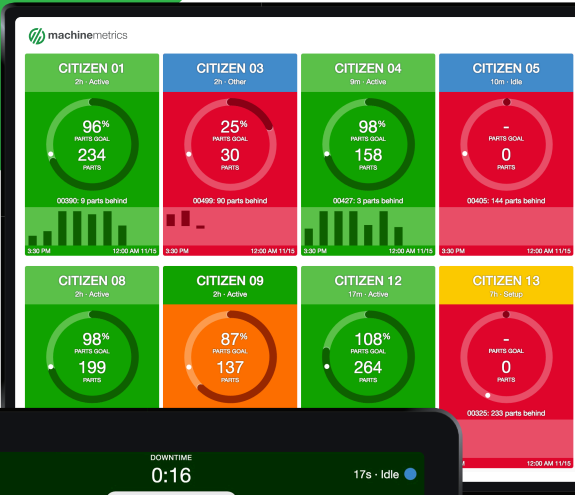 machinemetrics
CITIZEN 01
2h · Active
96%
PARTS GOAL
234
PARTS
00390: 9 parts behind
3:30 PM 12:00 AM 11/15
CITIZEN 03
2h · Other
25%
PARTS GOAL
30
PARTS
00499: 90 parts behind
3:30 PM 12:00 AM 11/15
CITIZEN 04
9m · Active
98%
PARTS GOAL
158
PARTS
00427: 3 parts behind
3:30 PM 12:00 AM 11/15
CITIZEN 05
10m · Idle
-
PARTS GOAL
0
PARTS
00405: 144 parts behind
3:30 PM 12:00 AM 11/15
CITIZEN 08
2h · Active
98%
PARTS GOAL
199
PARTS
CITIZEN 09
2h · Active
87%
PARTS GOAL
137
PARTS
CITIZEN 12
17m · Active
108%
PARTS GOAL
264
PARTS
CITIZEN 13
7h · Setup
-
PARTS GOAL
0
PARTS
00325: 233 parts behind
12:00 AM 11/15
DOWNTIME
0:16
17s · Idle